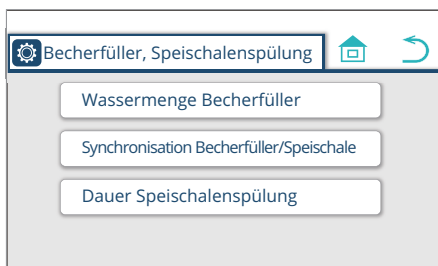 Becherfüller, Speischalenspülung
Wassermenge Becherfüller
Synchronisation Becherfüller/Speischale
Dauer Speischalenspülung